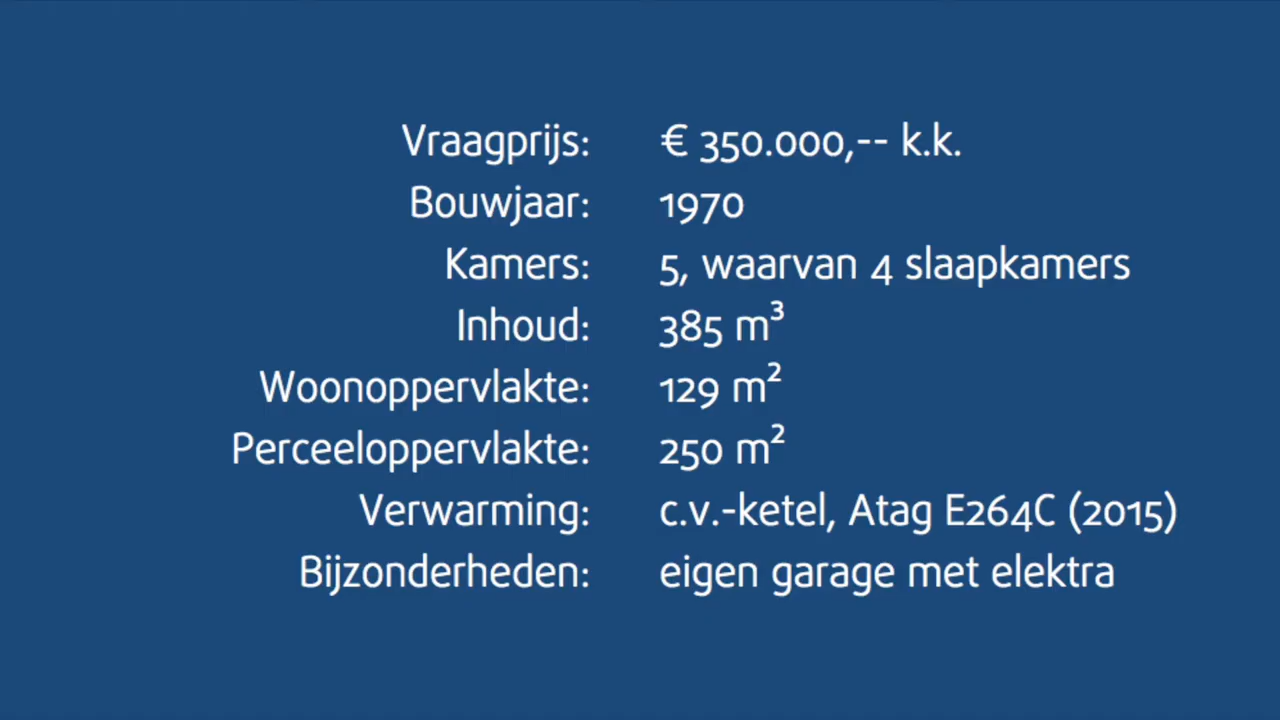 Vraagprijs: € 350.000,-- k.k.
Bouwjaar: 1970
Kamers: 5, waarvan 4 slaapkamers
Inhoud: 385 m³
Woonoppervlakte: 129 m²
Perceeloppervlakte: 250 m²
Verwarming: c.v.-ketel, Atag E264C (2015)
Bijzonderheden: eigen garage met elektra